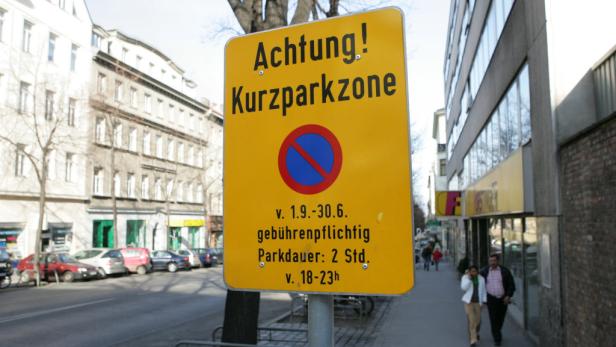 Achtung!
Kurzparkzone
v. 1.9.-30.6.
gebührenpflichtig
Parkdauer: 2 Std.
v. 18-23h